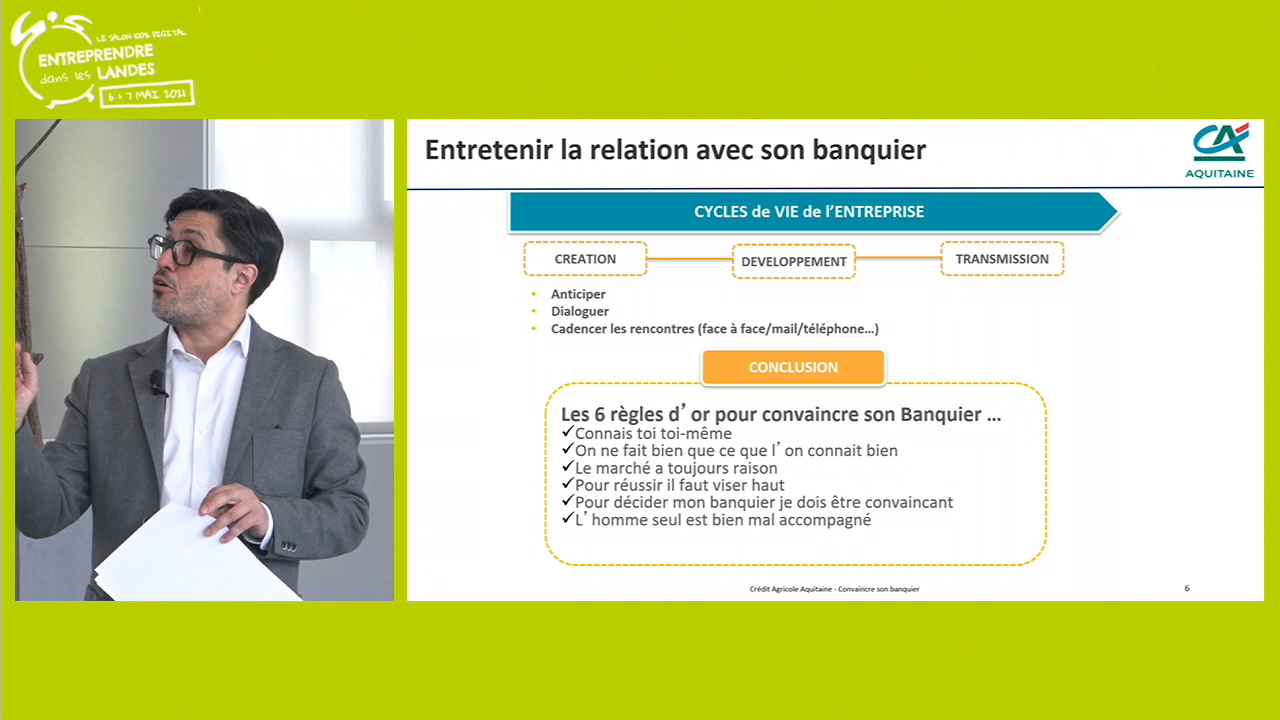 LE SALON 100% DIGITAL
ENTREPRENDRE
dans les LANDES
6 & 7 MAI 2021
Entretenir la relation avec son banquier
CA
AQUITAINE
CYCLES de VIE de l'ENTREPRISE
CREATION
DEVELOPPEMENT
TRANSMISSION
• Anticiper
• Dialoguer
• Cadencer les rencontres (face à face/mail/téléphone…)
CONCLUSION
Les 6 règles d' or pour convaincre son Banquier …
✓Connais toi toi-même
✓On ne fait bien que ce que l' on connait bien
✓Le marché a toujours raison
✓Pour réussir il faut viser haut
✓Pour décider mon banquier je dois être convaincant
✓L' homme seul est bien mal accompagné
Crédit Agricole Aquitaine - Convaincre son banquier
6